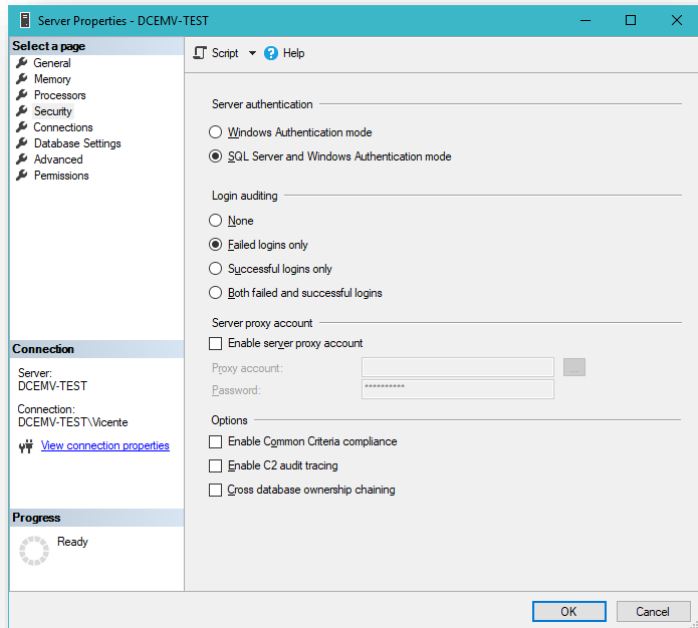 Server Properties - DCEMV-TEST
Select a page
General
Memory
Processors
Security
Connections
Database Settings
Advanced
Permissions
Script
Help
Server authentication
Windows Authentication mode
SQL Server and Windows Authentication mode
Login auditing
None
Failed logins only
Successful logins only
Both failed and successful logins
Server proxy account
Enable server proxy account
Proxy account:
...
Password:
**********
Options
Enable Common Criteria compliance
Enable C2 audit tracing
Cross database ownership chaining
Connection
Server:
DCEMV-TEST
Connection:
DCEMV-TEST\Vicente
View connection properties
Progress
Ready
OK
Cancel